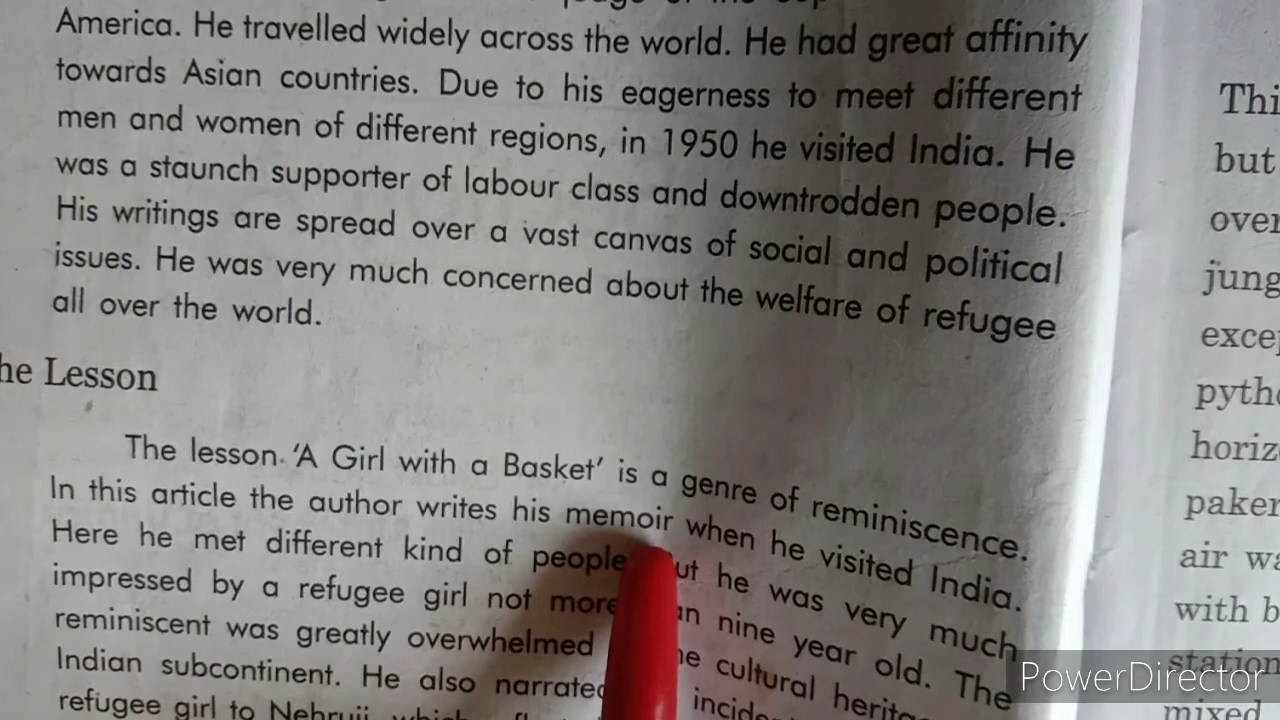 America. He travelled widely across the world. He had great affinity
towards Asian countries. Due to his eagerness to meet different
men and women of different regions, in 1950 he visited India. He
was a staunch supporter of labour class and downtrodden people.
His writings are spread over a vast canvas of social and political
issues. He was very much concerned about the welfare of refugee
all over the world.
he Lesson
The lesson 'A Girl with a Basket' is a genre of reminiscence.
In this article the author writes his memoir when he visited India.
Here he met different kind of people ut he was very much
impressed by a refugee girl not more an nine year old. The
reminiscent was greatly overwhelmed he cultural herita
Indian subcontinent. He also narrated incide
refugee girl to Nehruji
Thi
but
over
jung
excep
pyth
horiz
paker
air wa
with b
station
mixed
PowerDirector